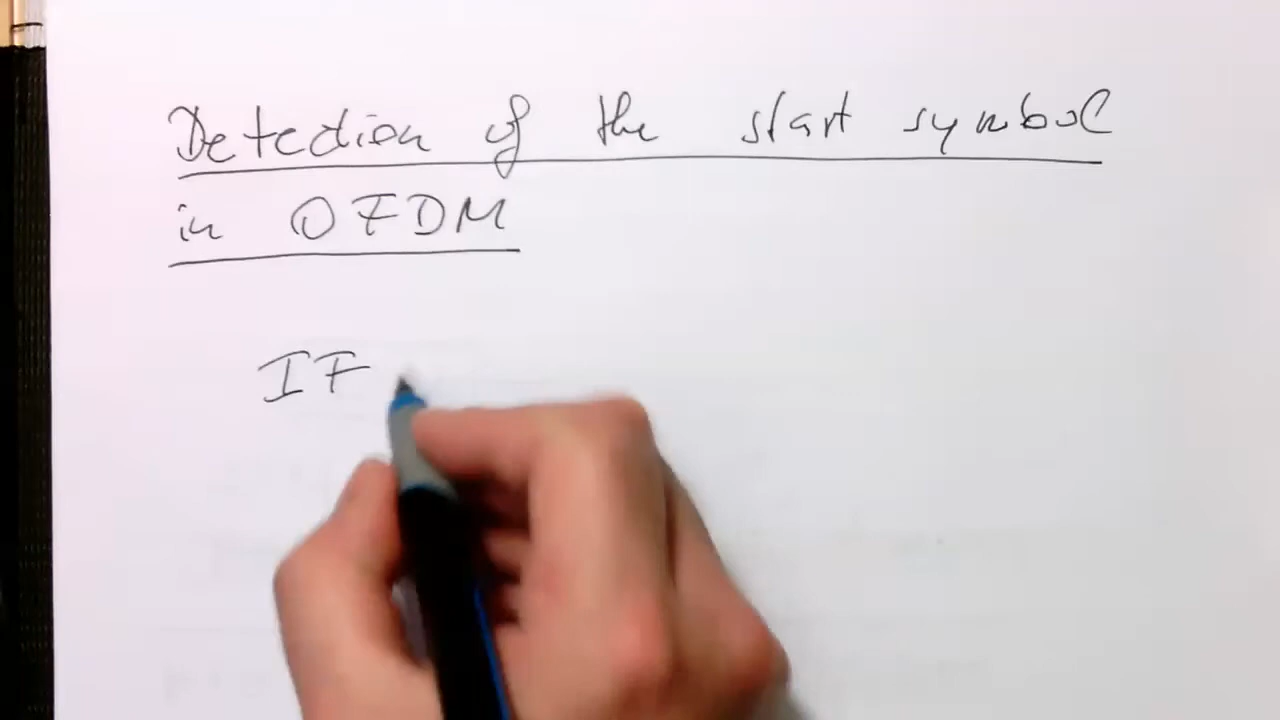 Detection of the start symbol
in OFDM
IF